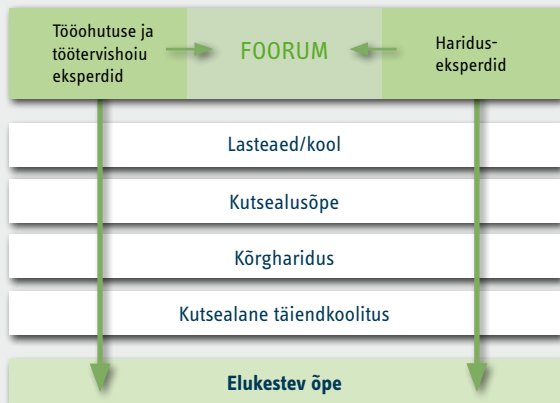 Tööohutuse ja
töötervishoiu
eksperdid
FOORUM
Haridus-
eksperdid
Lasteaed/kool
Kutsealusõpe
Kõrgharidus
Kutsealane täiendkoolitus
Elukestev õpe